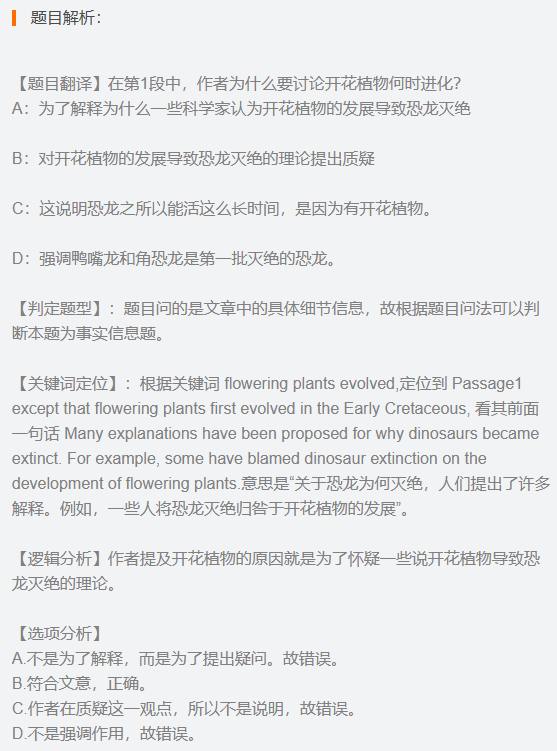 题目解析：
【题目翻译】在第1段中，作者为什么要讨论开花植物何时进化？
A：为了解释为什么一些科学家认为开花植物的发展导致恐龙灭绝
B：对开花植物的发展导致恐龙灭绝的理论提出质疑
C：这说明恐龙之所以能活这么长时间，是因为有开花植物。
D：强调鸭嘴龙和角恐龙是第一批灭绝的恐龙。
【判定题型】：题目问的是文章中的具体细节信息，故根据题目问法可以判
断本题为事实信息题。
【关键词定位】：根据关键词 flowering plants evolved,定位到 Passage1
except that flowering plants first evolved in the Early Cretaceous, 看其前面
一句话 Many explanations have been proposed for why dinosaurs became
extinct. For example, some have blamed dinosaur extinction on the
development of flowering plants.意思是“关于恐龙为何灭绝，人们提出了许多
解释。例如，一些人将恐龙灭绝归咎于开花植物的发展”。
【逻辑分析】作者提及开花植物的原因就是为了怀疑一些说开花植物导致恐
龙灭绝的理论。
【选项分析】
A.不是为了解释，而是为了提出疑问。故错误。
B.符合文意，正确。
C.作者在质疑这一观点，所以不是说明，故错误。
D.不是强调作用，故错误。